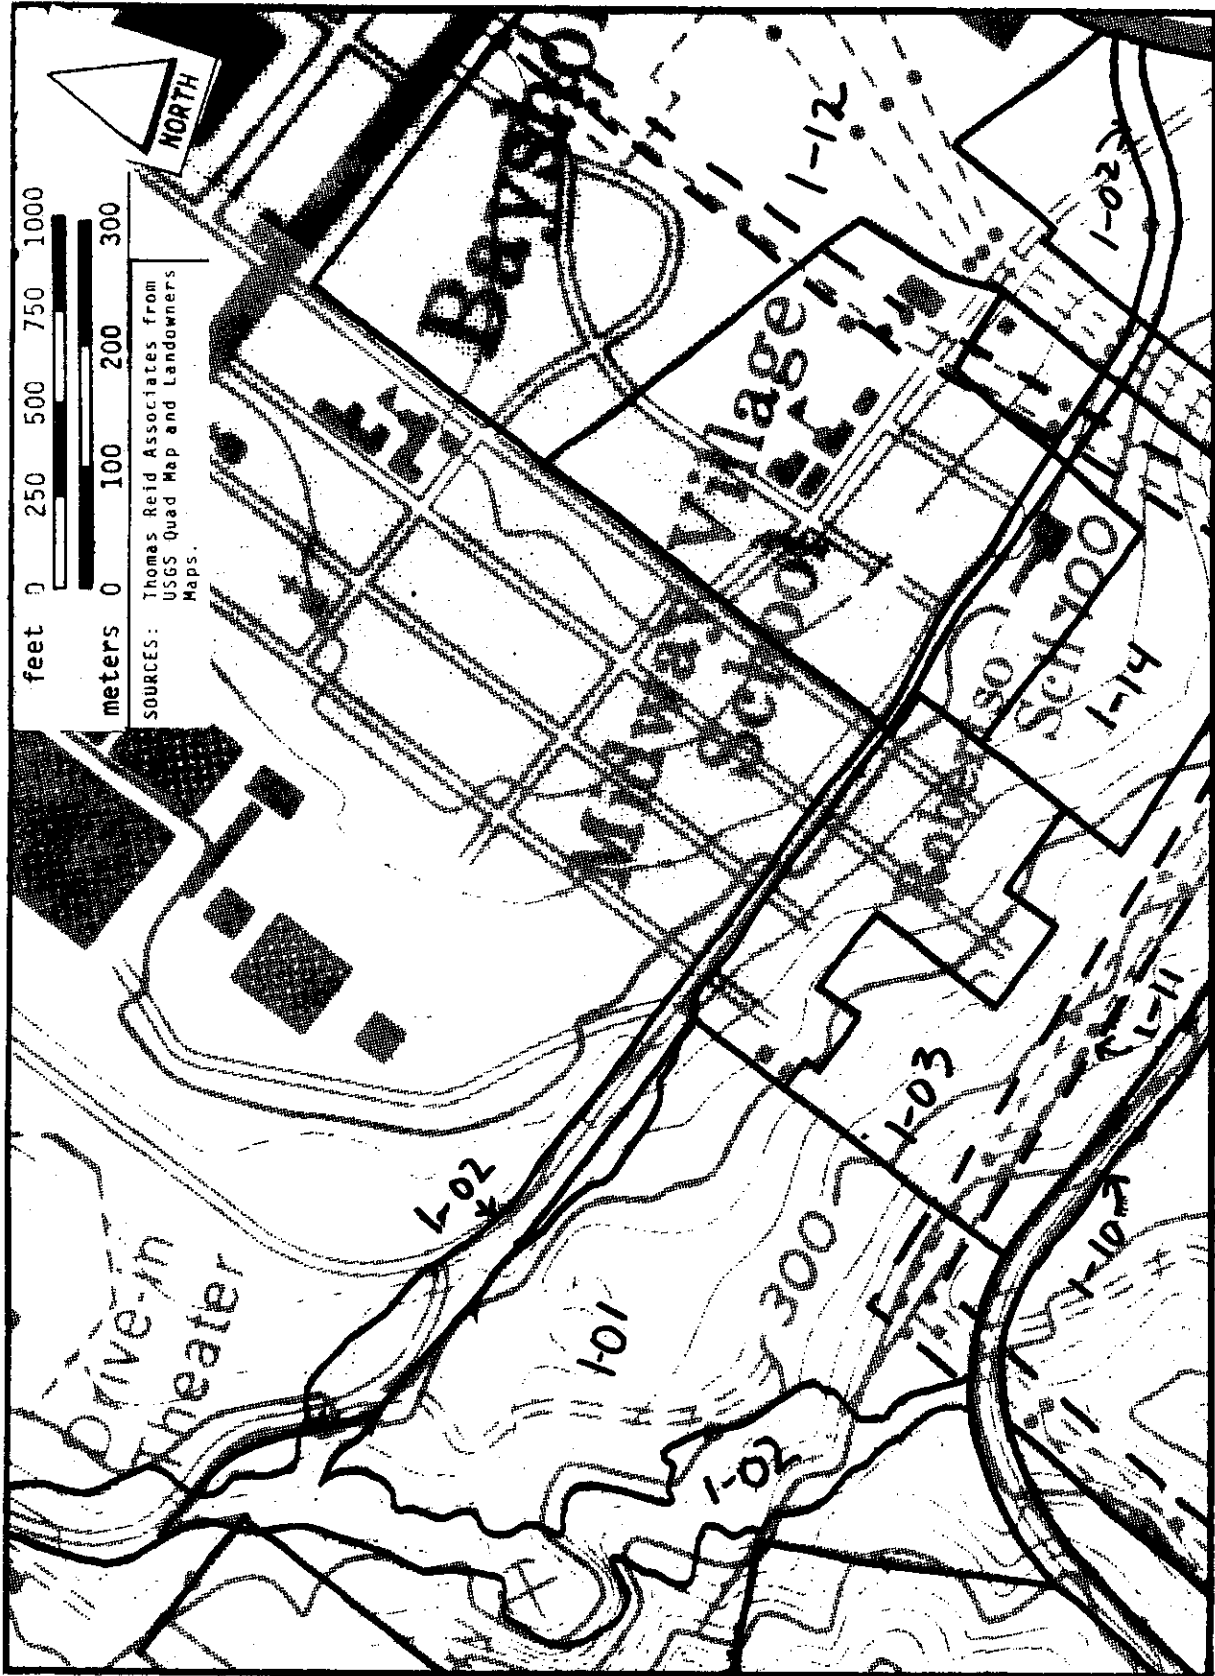 feet 0 250 500 750 1000
meters 0 100 200 300
SOURCES: Thomas Reid Associates from
USGS Quad Map and Landowners
Maps.
NORTH
Drive-in
Theater
Midway
Village
School
1-12
1-02
1-02
1-01
300
1-02
1-03
1-10
1-11
1-14
100